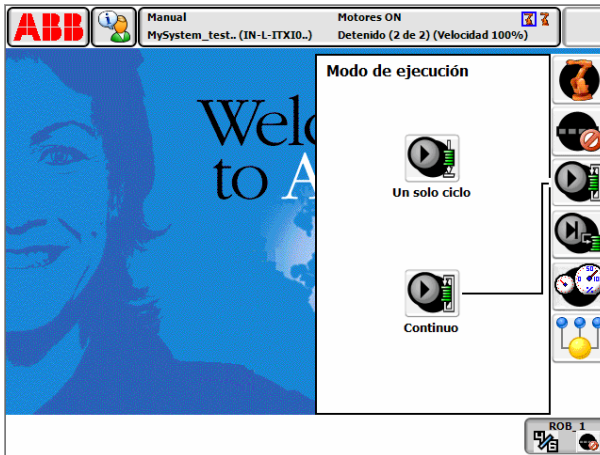 ABB
Manual
MySystem_test.. (IN-L-ITXI0..)
Motores ON
Detenido (2 de 2) (Velocidad 100%)
Modo de ejecución
Welc
to A
Un solo ciclo
Continuo
50
%
ROB_1